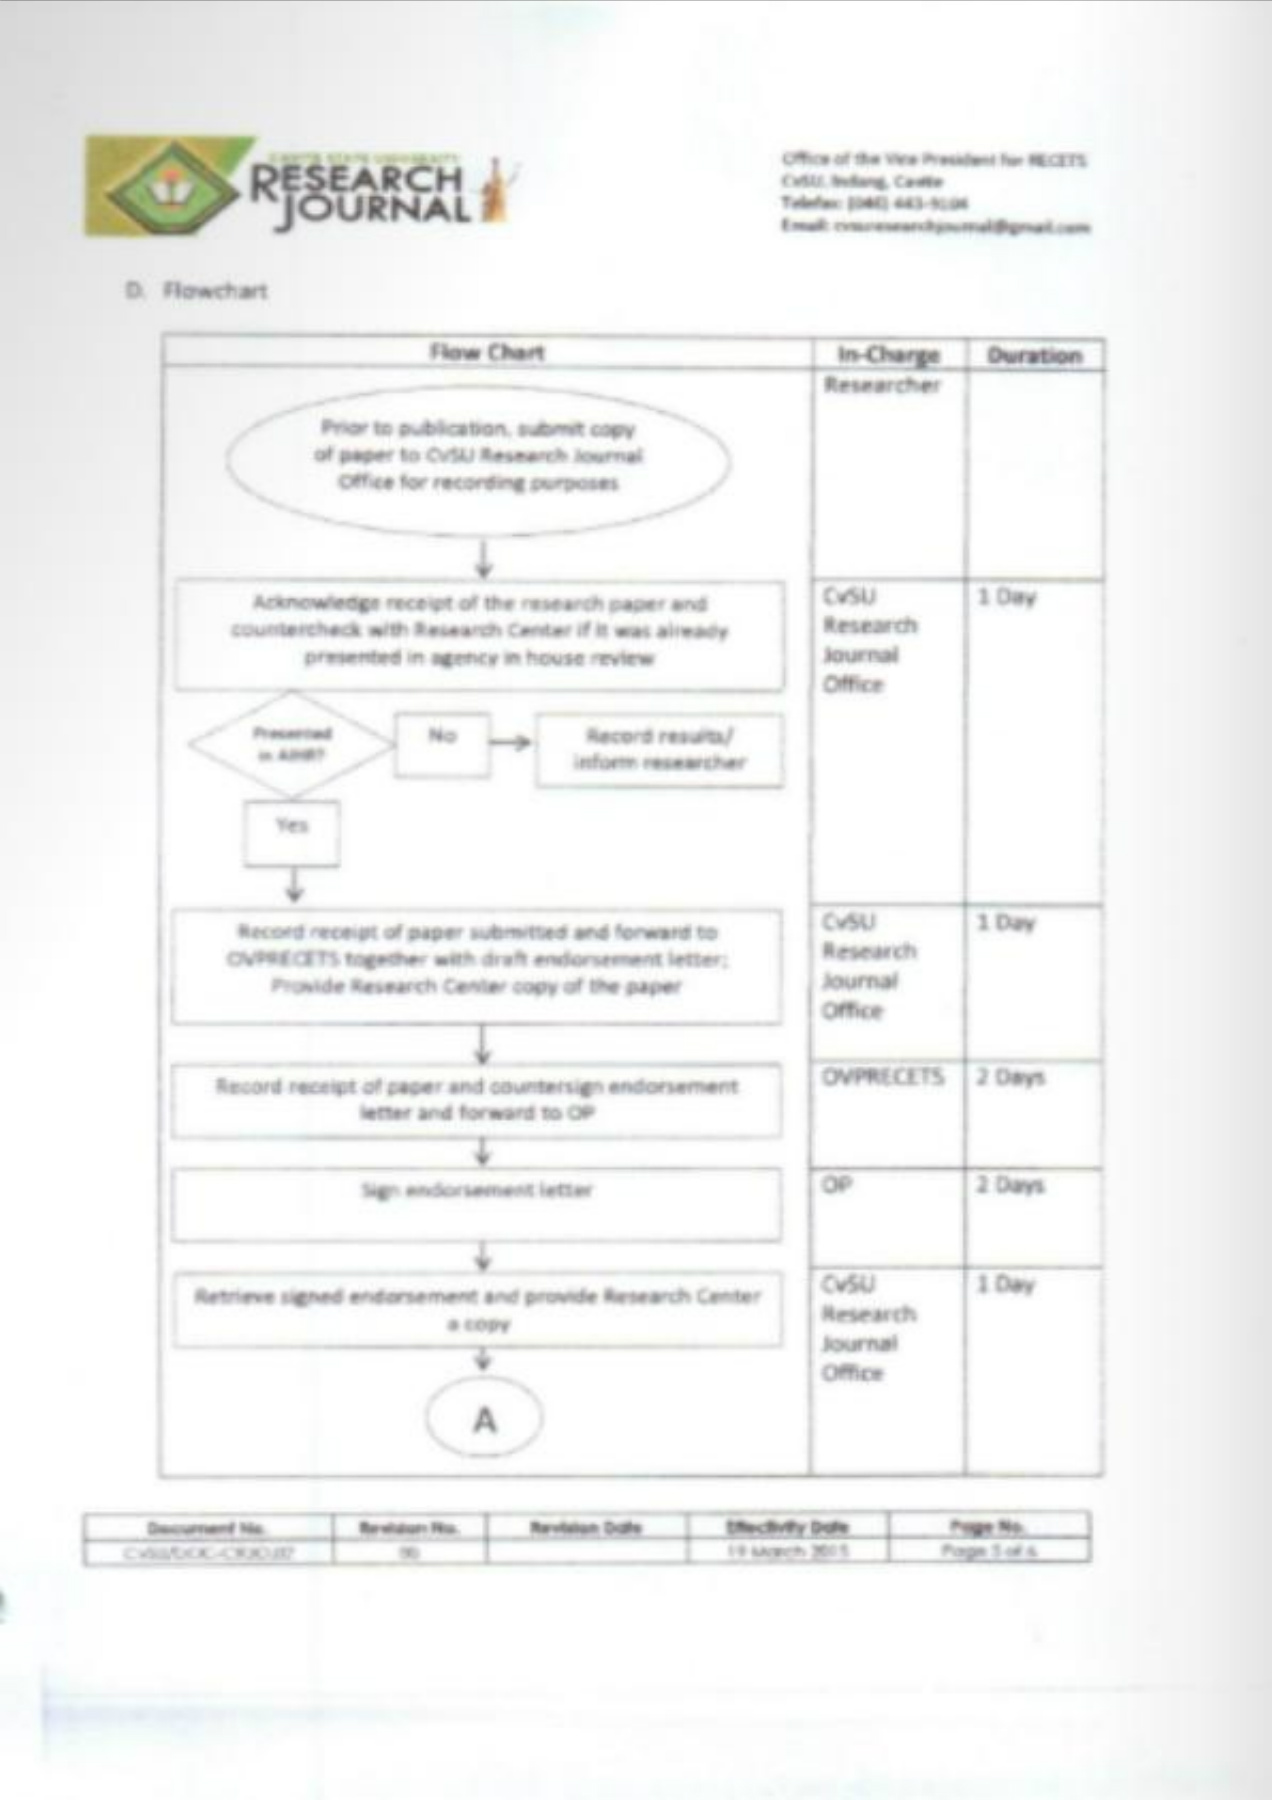 CAVITE STATE UNIVERSITY
RESEARCH
JOURNAL
Office of the Vice President for RECETS
CvSU, Indang, Cavite
Telefax: (046) 443-9104
Email: cvsuresearchjournal@gmail.com
D. Flowchart
Flow Chart In-Charge Duration
Researcher
Prior to publication, submit copy
of paper to CvSU Research Journal
Office for recording purposes
Acknowledge receipt of the research paper and
countercheck with Research Center if it was already
presented in agency in house review
CvSU
Research
Journal
Office
1 Day
Presented
in AIHR?
No
Record results/
inform researcher
Yes
Record receipt of paper submitted and forward to
OVPRECETS together with draft endorsement letter;
Provide Research Center copy of the paper
CvSU
Research
Journal
Office
1 Day
Record receipt of paper and countersign endorsement
letter and forward to OP
OVPRECETS
2 Days
Sign endorsement letter
OP
2 Days
Retrieve signed endorsement and provide Research Center
a copy
CvSU
Research
Journal
Office
1 Day
A
Document No. Revision No. Revision Date Effectivity Date Page No.
00 19 March 2015 Page of 6